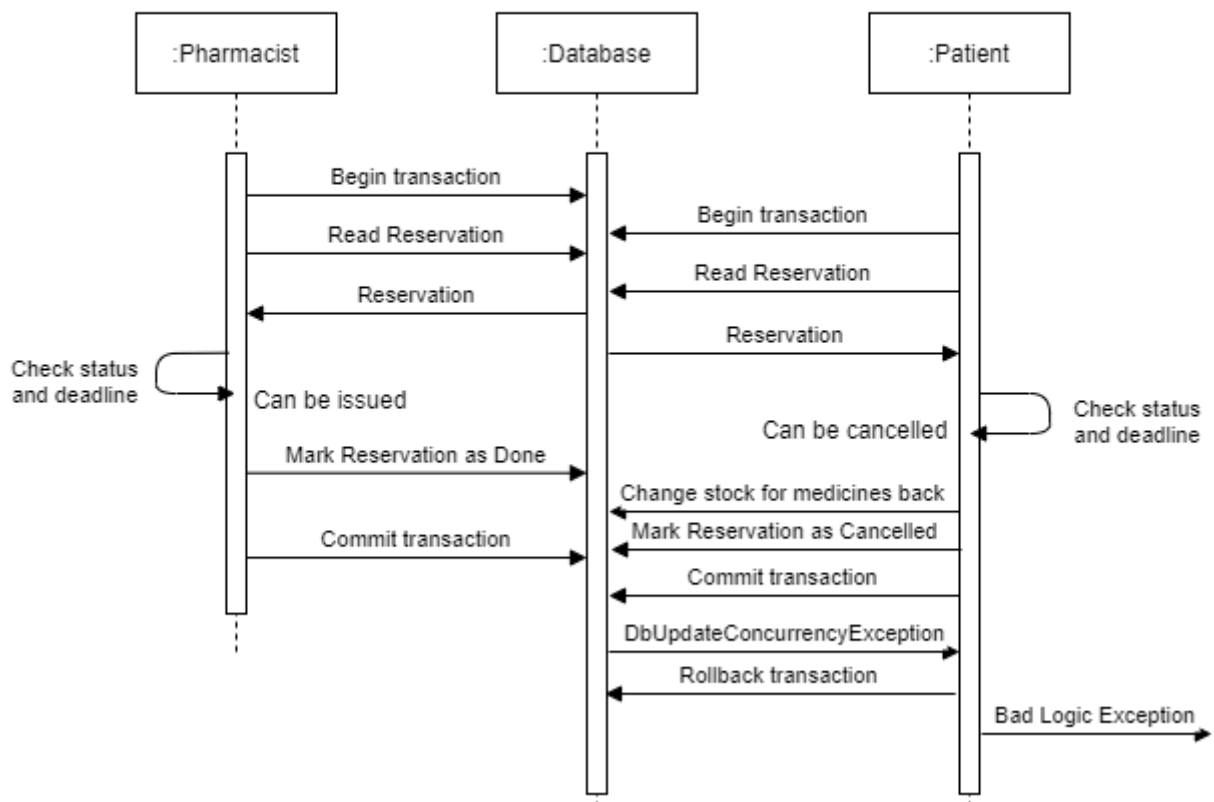 :Pharmacist
:Database
:Patient
Begin transaction
Begin transaction
Read Reservation
Read Reservation
Reservation
Reservation
Check status
and deadline
Can be issued
Check status
and deadline
Can be cancelled
Mark Reservation as Done
Change stock for medicines back
Mark Reservation as Cancelled
Commit transaction
Commit transaction
DbUpdateConcurrencyException
Rollback transaction
Bad Logic Exception